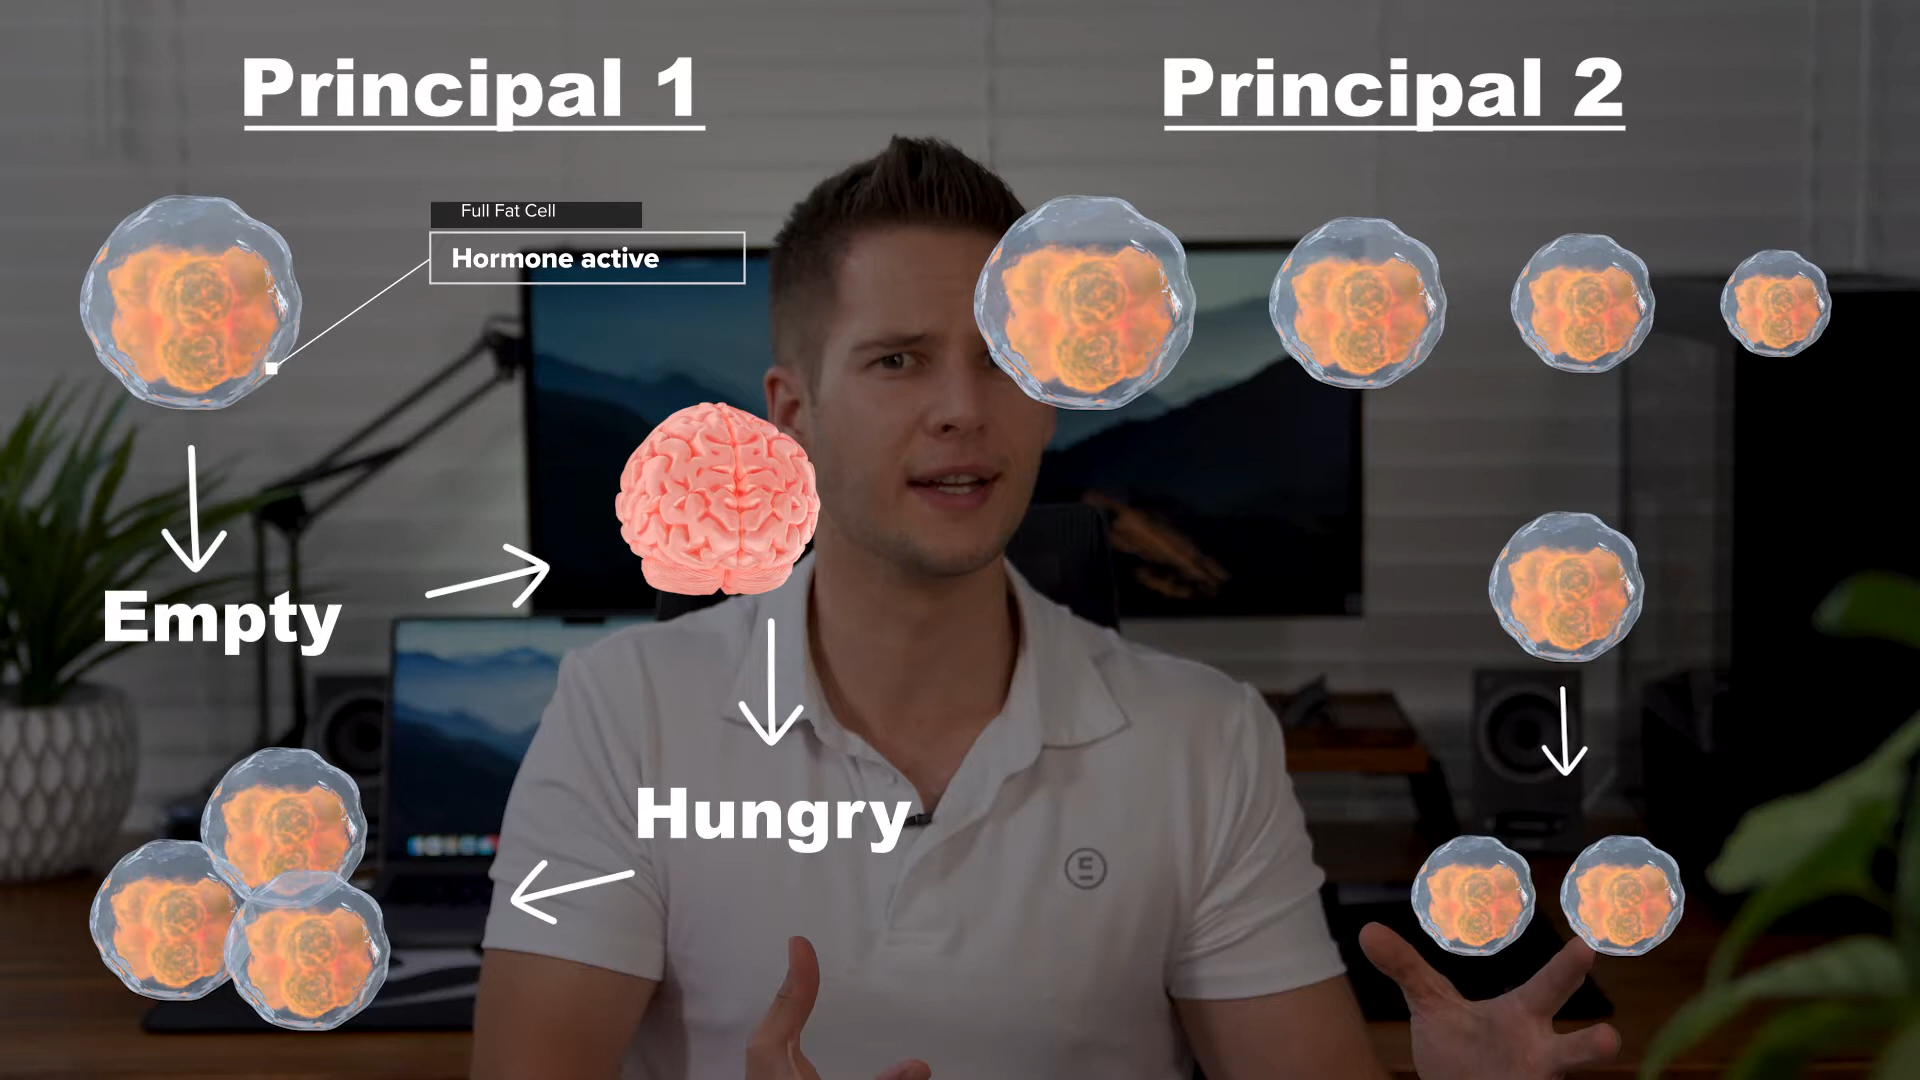 Principal 1
Full Fat Cell
Hormone active
Empty
Hungry
Principal 2